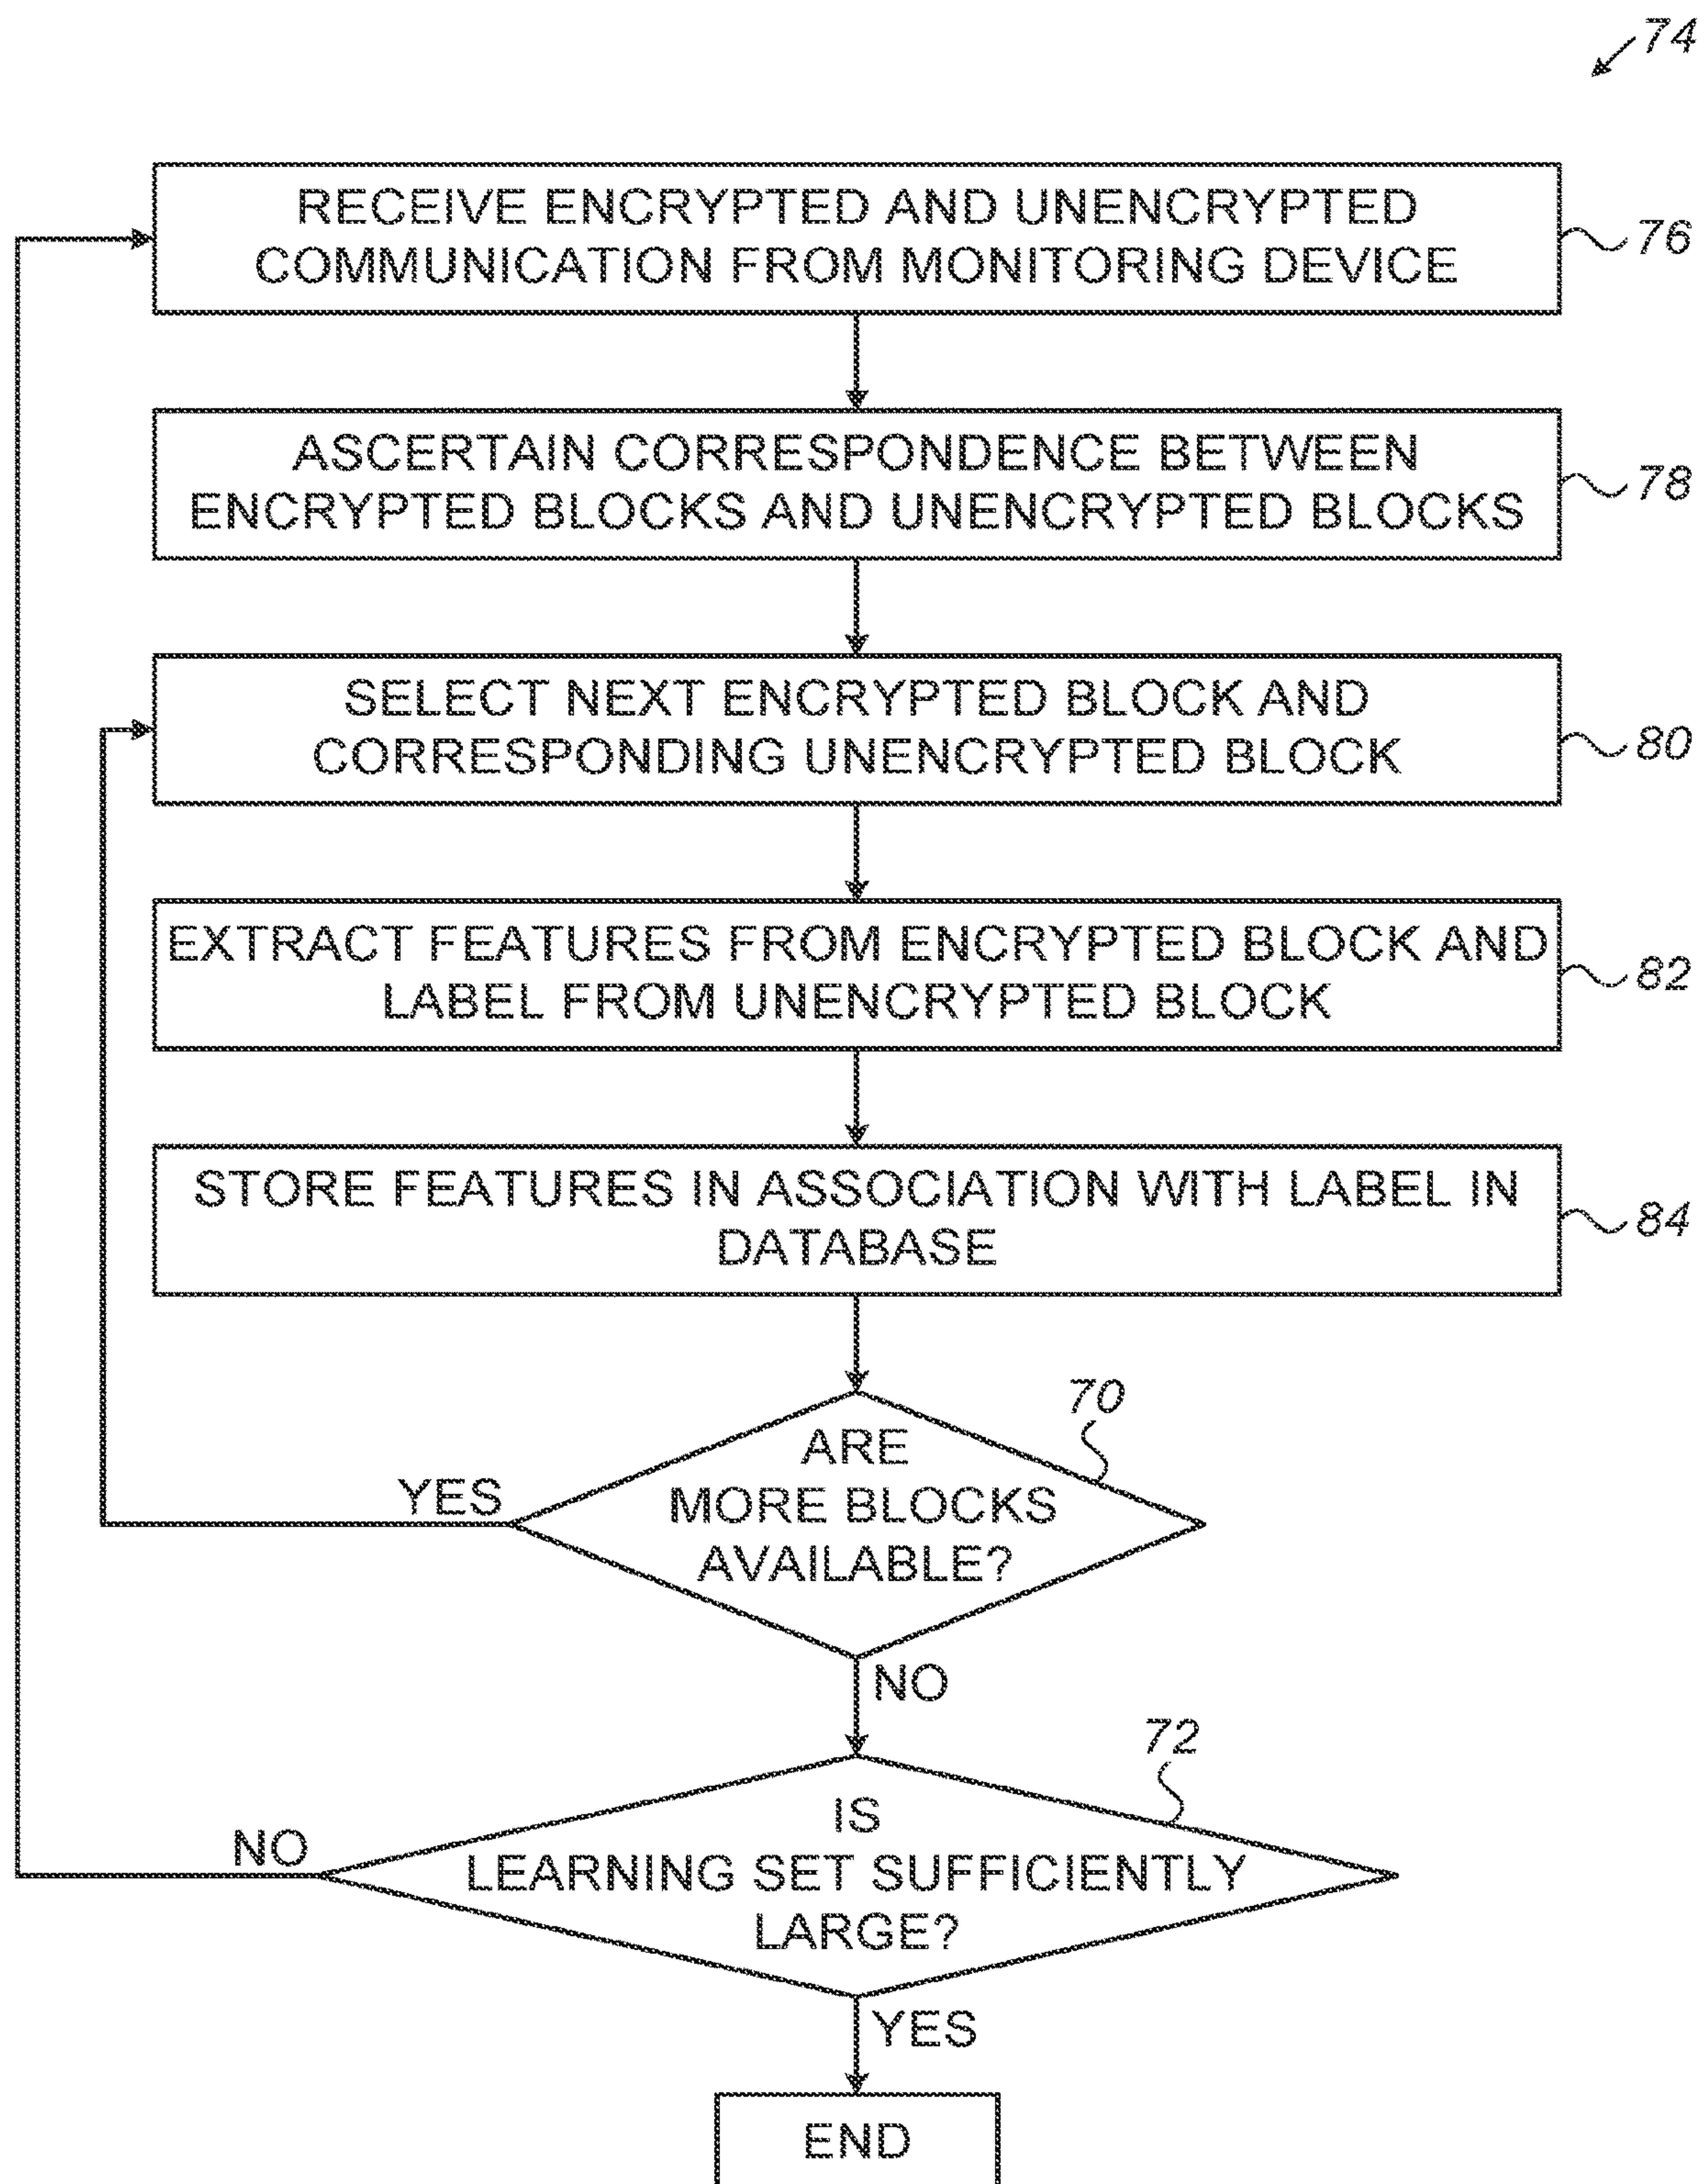 74
RECEIVE ENCRYPTED AND UNENCRYPTED
COMMUNICATION FROM MONITORING DEVICE
76
ASCERTAIN CORRESPONDENCE BETWEEN
ENCRYPTED BLOCKS AND UNENCRYPTED BLOCKS
78
SELECT NEXT ENCRYPTED BLOCK AND
CORRESPONDING UNENCRYPTED BLOCK
80
EXTRACT FEATURES FROM ENCRYPTED BLOCK AND
LABEL FROM UNENCRYPTED BLOCK
82
STORE FEATURES IN ASSOCIATION WITH LABEL IN
DATABASE
84
70
ARE
MORE BLOCKS
AVAILABLE?
YES
NO
72
IS
LEARNING SET SUFFICIENTLY
LARGE?
NO
YES
END